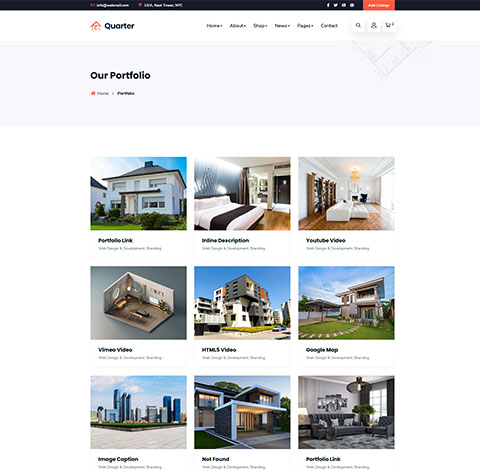 info@webmail.com
15/A, Nest Tower, NYC
Add Listings
Quarter
Home
About
Shop
News
Pages
Contact
0
Our Portfolio
Home
Portfolio
Portfolio Link
Web Design & Development, Branding
Inline Description
Web Design & Development, Branding
Youtube Video
Web Design & Development, Branding
Vimeo Video
Web Design & Development, Branding
HTML5 Video
Web Design & Development, Branding
Google Map
Web Design & Development, Branding
Image Caption
Web Design & Development, Branding
Not Found
Web Design & Development, Branding
Portfolio Link
Web Design & Development, Branding